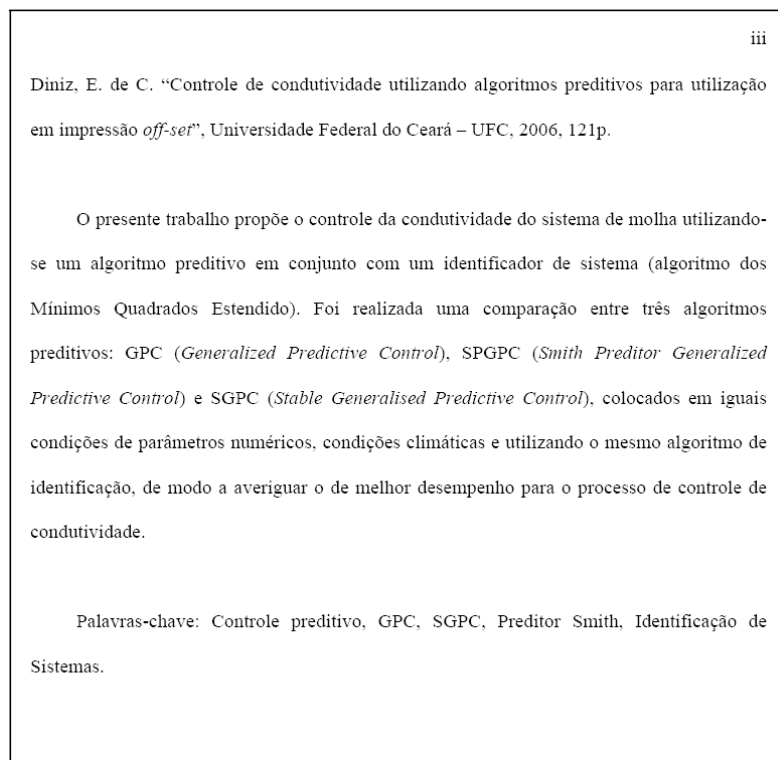 iii
Diniz, E. de C. “Controle de condutividade utilizando algoritmos preditivos para utilização
em impressão off-set”, Universidade Federal do Ceará – UFC, 2006, 121p.
O presente trabalho propõe o controle da condutividade do sistema de molha utilizando-
se um algoritmo preditivo em conjunto com um identificador de sistema (algoritmo dos
Mínimos Quadrados Estendido). Foi realizada uma comparação entre três algoritmos
preditivos: GPC (Generalized Predictive Control), SPGPC (Smith Preditor Generalized
Predictive Control) e SGPC (Stable Generalised Predictive Control), colocados em iguais
condições de parâmetros numéricos, condições climáticas e utilizando o mesmo algoritmo de
identificação, de modo a averiguar o de melhor desempenho para o processo de controle de
condutividade.
Palavras-chave: Controle preditivo, GPC, SGPC, Preditor Smith, Identificação de
Sistemas.